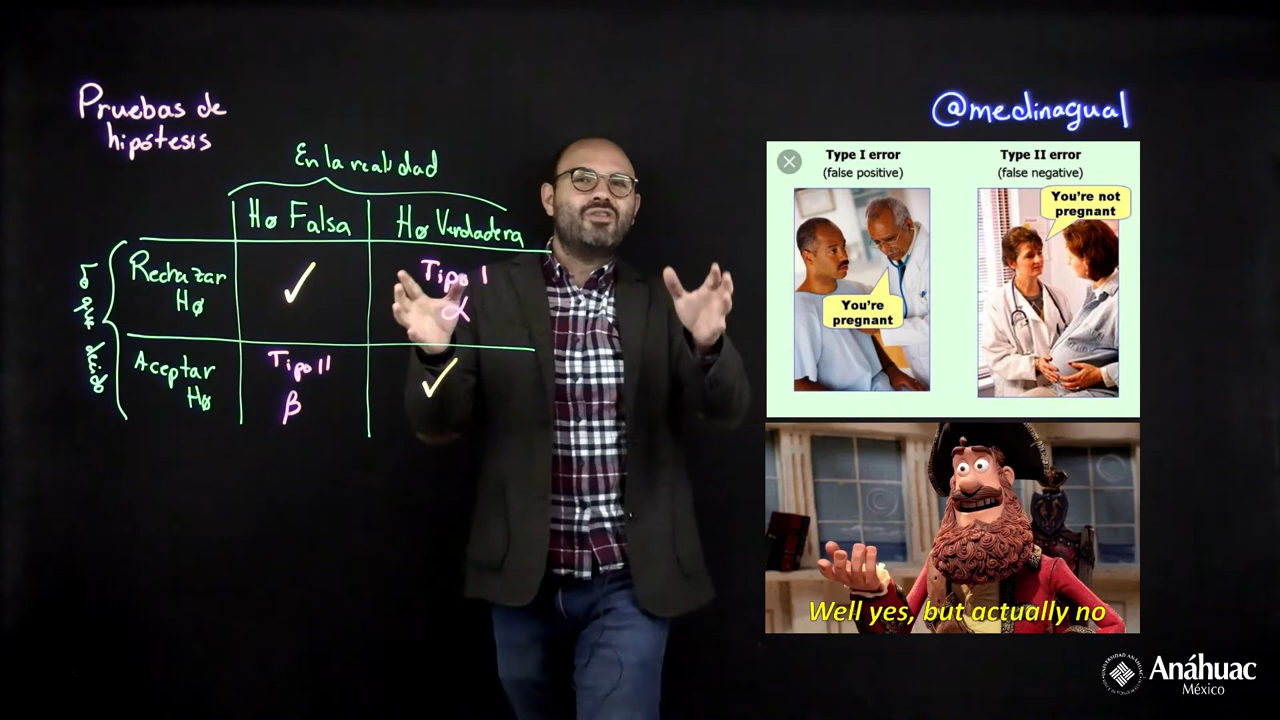 Pruebas de
hipótesis
@medinagual
En la realidad
Hø Falsa
Hø Verdadera
Rechazar
Hø
Tipo I
α
Aceptar
Hø
Tipo II
β
Type I error
(false positive)
You're
pregnant
Type II error
(false negative)
You're not
pregnant
Well yes, but actually no
Anáhuac
México